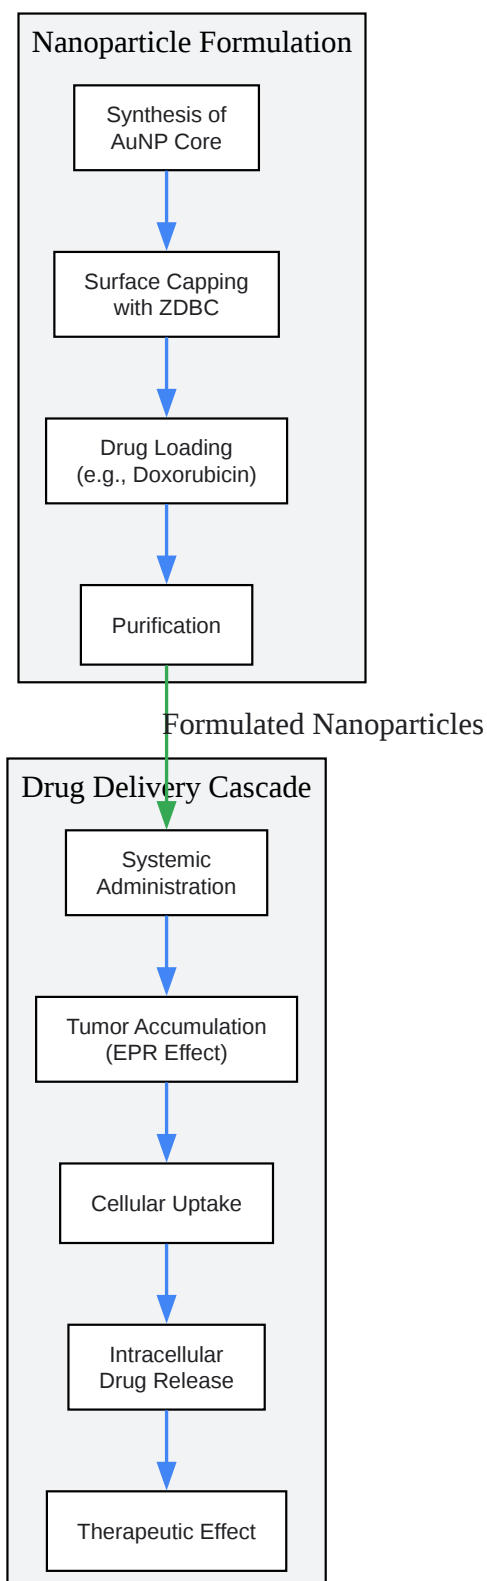 Nanoparticle Formulation
Synthesis of
AuNP Core
Surface Capping
with ZDBC
Drug Loading
(e.g., Doxorubicin)
Purification
Formulated Nanoparticles
Drug Delivery Cascade
Systemic
Administration
Tumor Accumulation
(EPR Effect)
Cellular Uptake
Intracellular
Drug Release
Therapeutic Effect